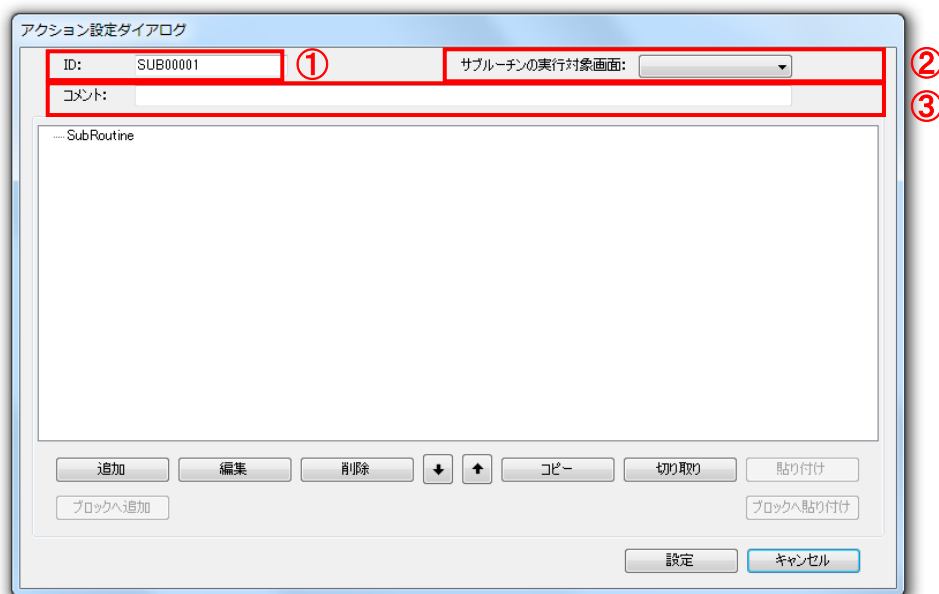 アクション設定ダイアログ
ID: SUB00001 ① サブルーチンの実行対象画面: ②
コメント: ③
SubRoutine
追加 編集 削除 コピー 切り取り 貼り付け
ブロックへ追加 ブロックへ貼り付け
設定 キャンセル